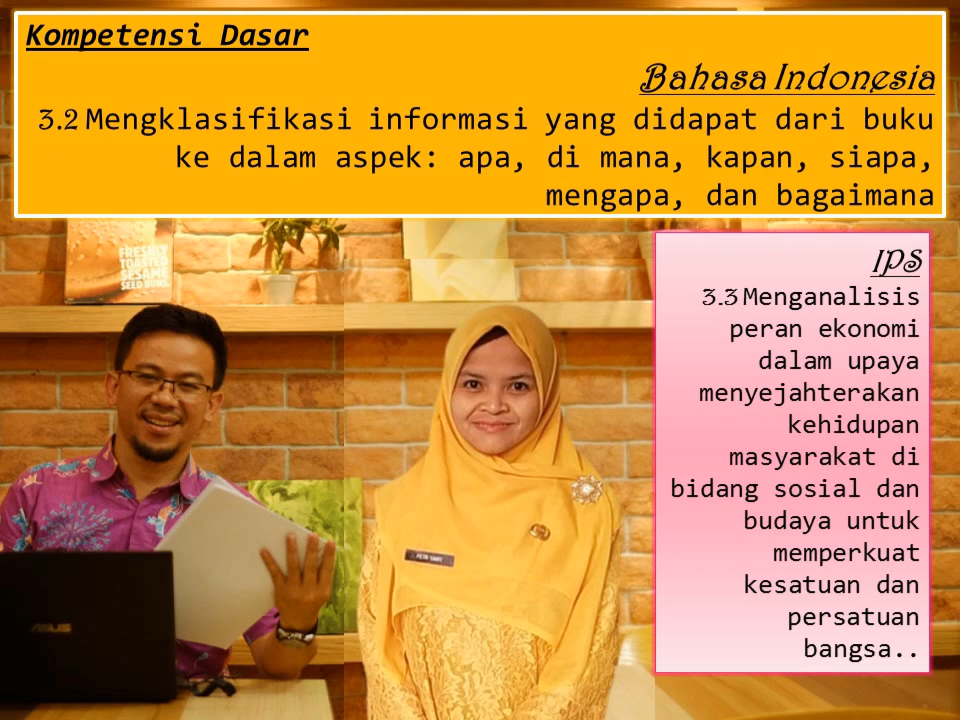 Kompetensi Dasar
Bahasa Indonesia
3.2 Mengklasifikasi informasi yang didapat dari buku
ke dalam aspek: apa, di mana, kapan, siapa,
mengapa, dan bagaimana
IPS
3.3 Menganalisis
peran ekonomi
dalam upaya
menyejahterakan
kehidupan
masyarakat di
bidang sosial dan
budaya untuk
memperkuat
kesatuan dan
persatuan
bangsa..
FRESHLY
TOASTED
SESAME
SEED BUNS.
ASUS